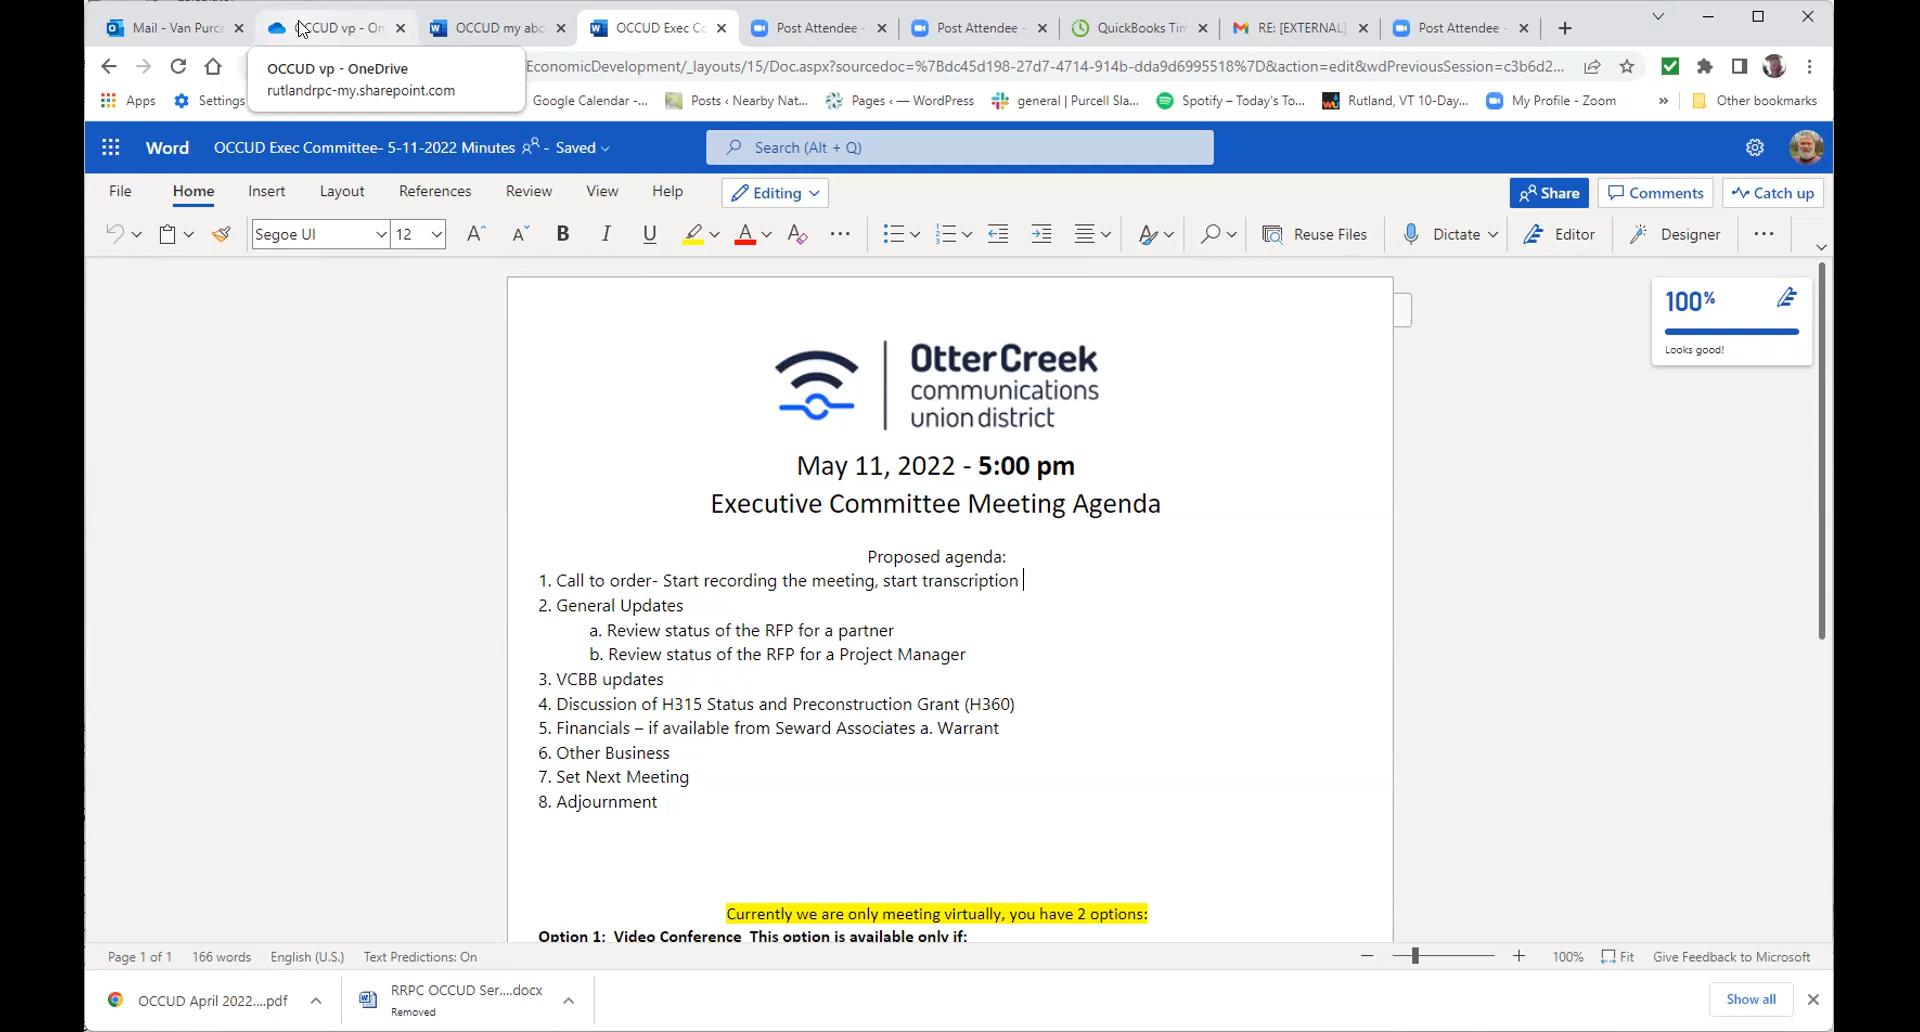 Mail - Van Purce
OCCUD vp - On
OCCUD my abo
OCCUD Exec Co
Post Attendee -
Post Attendee -
QuickBooks Tim
RE: [EXTERNAL]
Post Attendee -
OCCUD vp - OneDrive
rutlandrpc-my.sharepoint.com
EconomicDevelopment/_layouts/15/Doc.aspx?sourcedoc=%7Bdc45d198-27d7-4714-914b-dda9d6995518%7D&action=edit&wdPreviousSession=c3b6d2...
Apps
Settings
Google Calendar -...
Posts ‹ Nearby Nat...
Pages ‹— WordPress
general | Purcell Sla...
Spotify – Today's To...
Rutland, VT 10-Day...
My Profile - Zoom
»
Other bookmarks
Word
OCCUD Exec Committee- 5-11-2022 Minutes - Saved
Search (Alt + Q)
File
Home
Insert
Layout
References
Review
View
Help
Editing
Share
Comments
Catch up
Segoe UI
12
A
A
B
I
U
A
A
...
Reuse Files
Dictate
Editor
Designer
...
100%
Looks good!
OtterCreek
communications
union district
May 11, 2022 - 5:00 pm
Executive Committee Meeting Agenda
Proposed agenda:
1. Call to order- Start recording the meeting, start transcription
2. General Updates
a. Review status of the RFP for a partner
b. Review status of the RFP for a Project Manager
3. VCBB updates
4. Discussion of H315 Status and Preconstruction Grant (H360)
5. Financials – if available from Seward Associates a. Warrant
6. Other Business
7. Set Next Meeting
8. Adjournment
Currently we are only meeting virtually, you have 2 options:
Option 1: Video Conference This option is available only if:
Page 1 of 1
166 words
English (U.S.)
Text Predictions: On
100%
Fit
Give Feedback to Microsoft
OCCUD April 2022....pdf
RRPC OCCUD Ser....docx
Removed
Show all